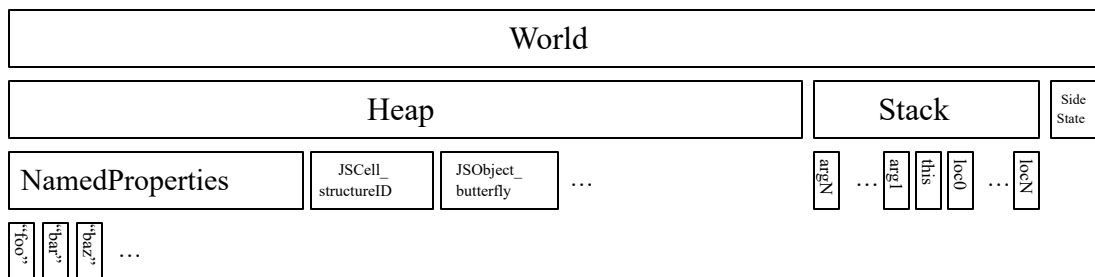 World
Heap
Stack
Side
State
NamedProperties
JSCell_
structureID
JSObject_
butterfly
…
argN
…
arg1
this
loc0
…
locN
“foo”
“bar”
“baz”
…